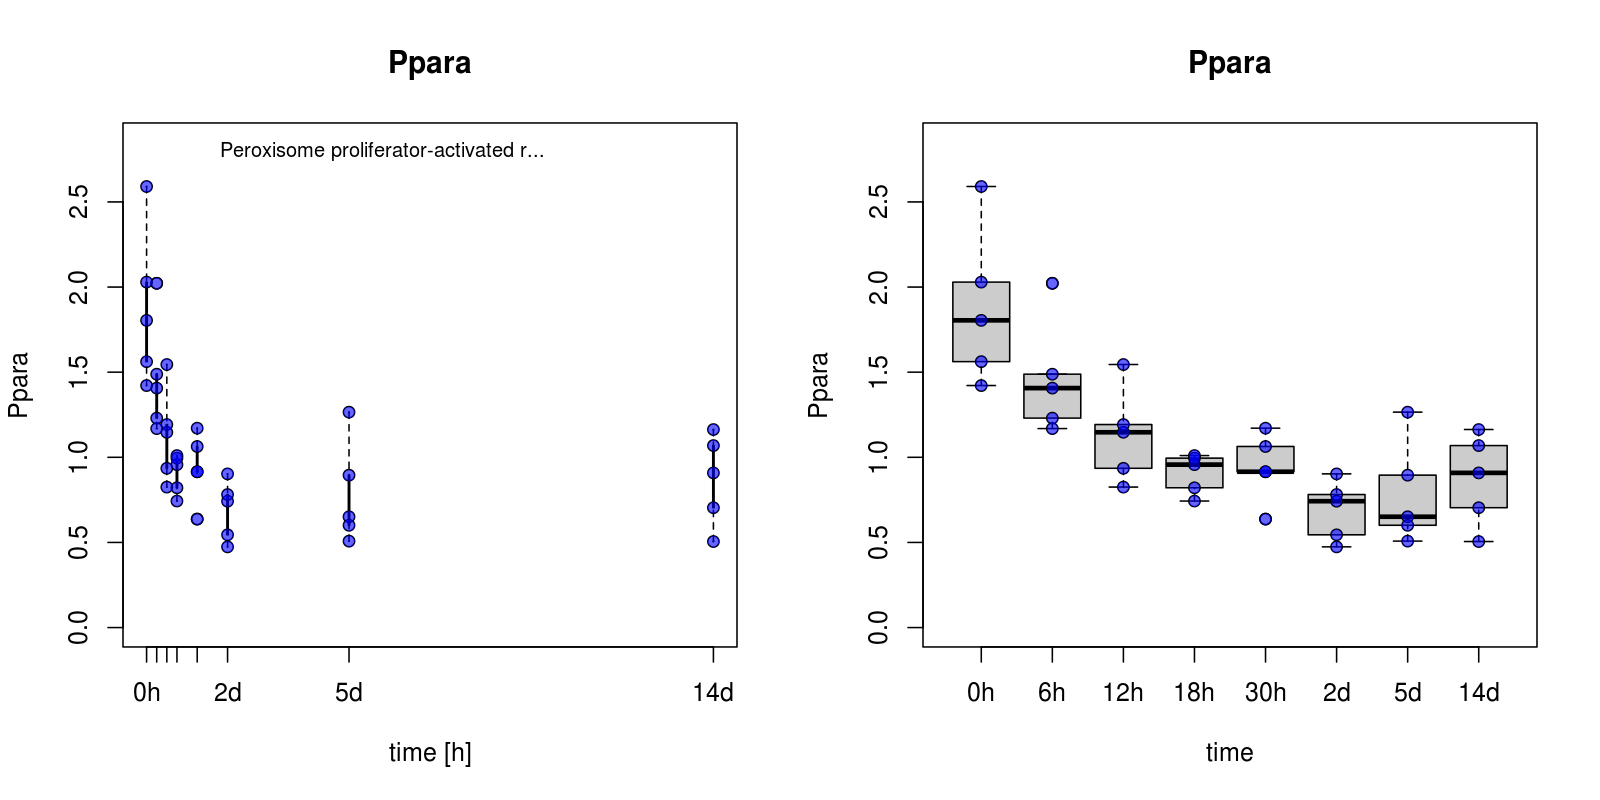 Ppara
Peroxisome proliferator-activated r...
Ppara
0.0 0.5 1.0 1.5 2.0 2.5
0h 2d 5d 14d
time [h]
Ppara
Ppara
0.0 0.5 1.0 1.5 2.0 2.5
0h 6h 12h 18h 30h 2d 5d 14d
time